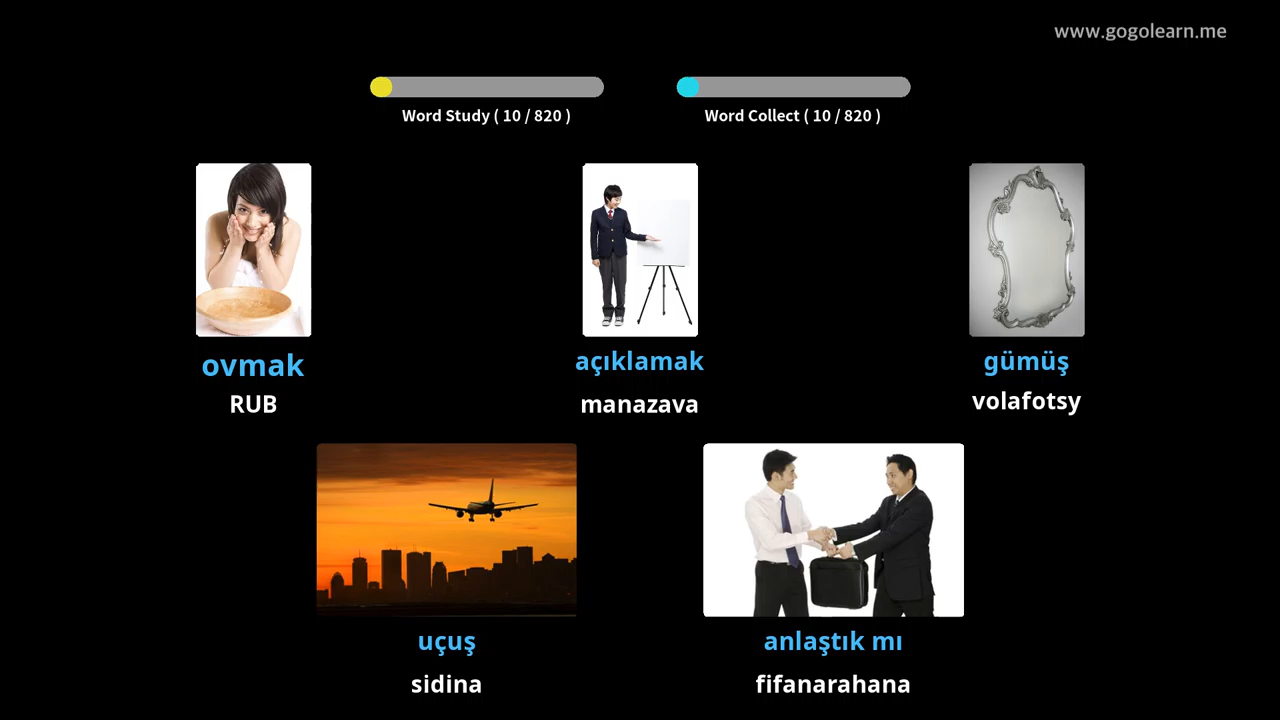 www.gogolearn.me
Word Study ( 10 / 820 )
Word Collect ( 10 / 820 )
ovmak
RUB
açıklamak
manazava
gümüş
volafotsy
uçuş
sidina
anlaştık mı
fifanarahana